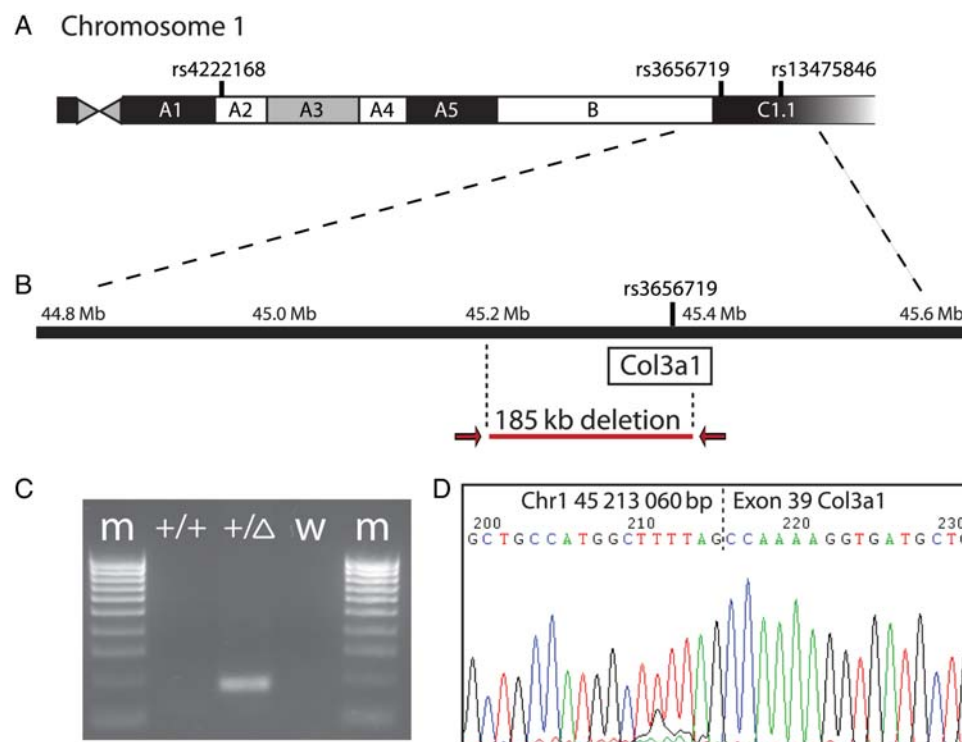 A Chromosome 1
rs4222168 rs3656719 rs13475846
A1 A2 A3 A4 A5 B C1.1
B
rs3656719
44.8 Mb 45.0 Mb 45.2 Mb 45.4 Mb 45.6 Mb
Col3a1
185 kb deletion
C
m +/+ +/Δ w m
D
Chr1 45 213 060 bp Exon 39 Col3a1
200 210 220 230
GCTGCCATGGCTTTTAGCCAAAAGGTGATGCTG